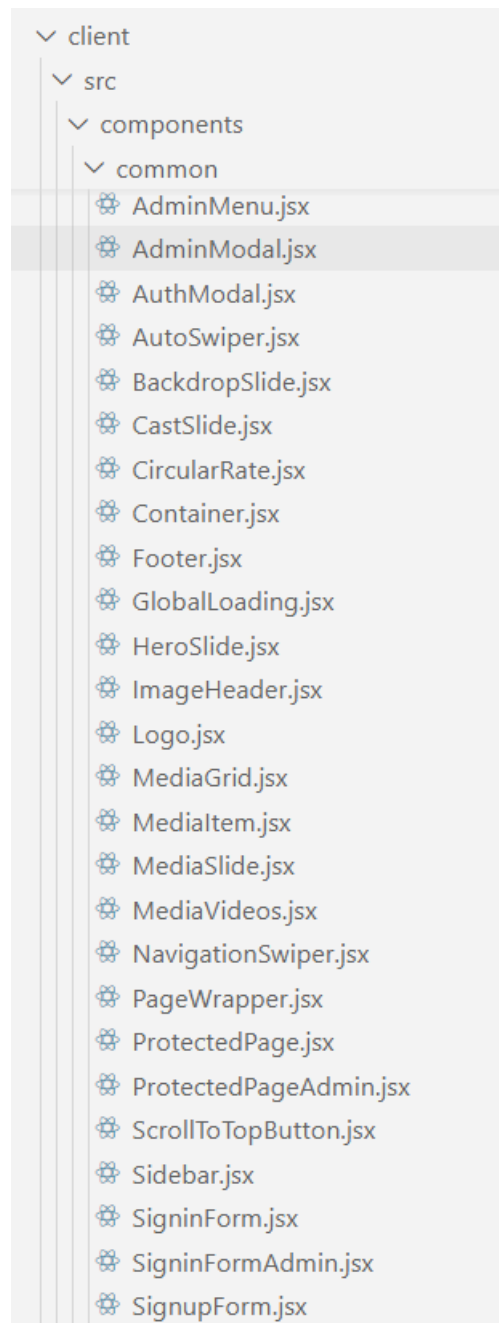 client
src
components
common
AdminMenu.jsx
AdminModal.jsx
AuthModal.jsx
AutoSwiper.jsx
BackdropSlide.jsx
CastSlide.jsx
CircularRate.jsx
Container.jsx
Footer.jsx
GlobalLoading.jsx
HeroSlide.jsx
ImageHeader.jsx
Logo.jsx
MediaGrid.jsx
MediaItem.jsx
MediaSlide.jsx
MediaVideos.jsx
NavigationSwiper.jsx
PageWrapper.jsx
ProtectedPage.jsx
ProtectedPageAdmin.jsx
ScrollToTopButton.jsx
Sidebar.jsx
SigninForm.jsx
SigninFormAdmin.jsx
SignupForm.jsx